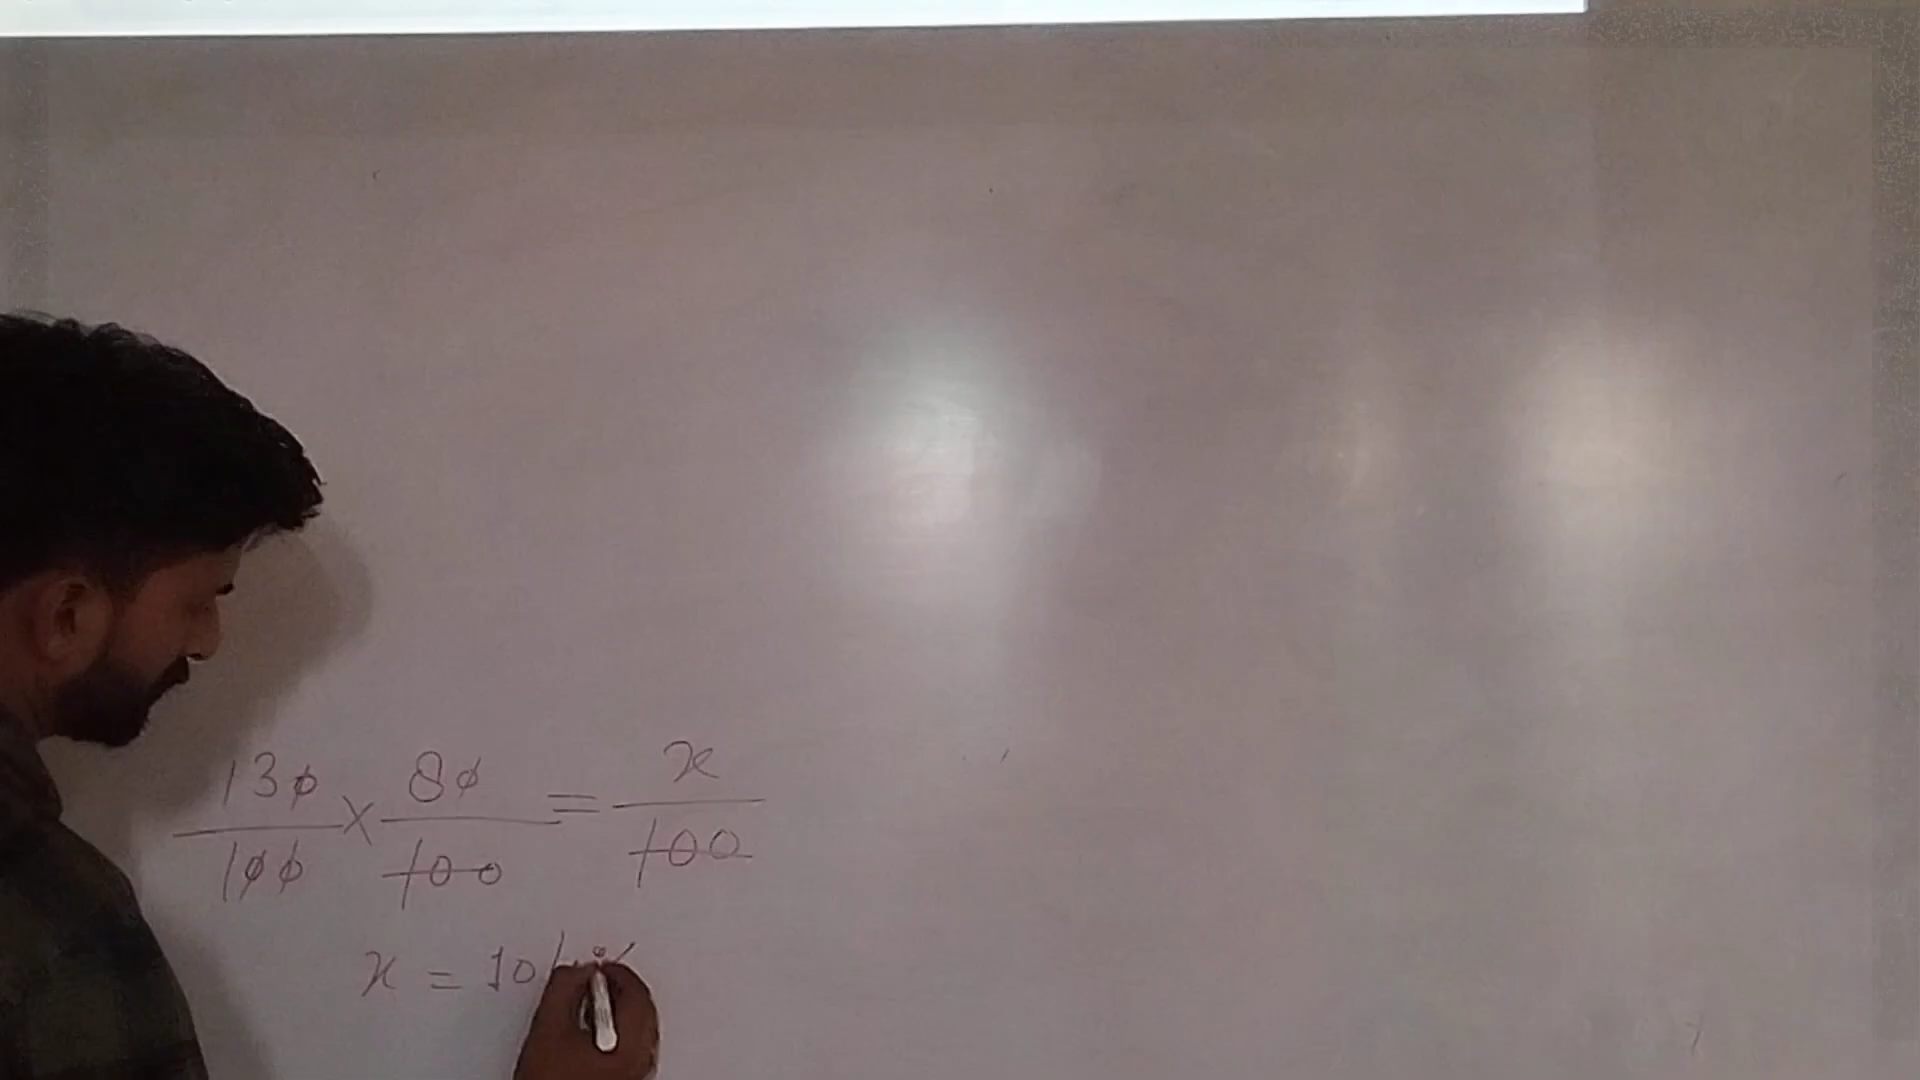 130/100 × 80/100 = x/100
x = 10